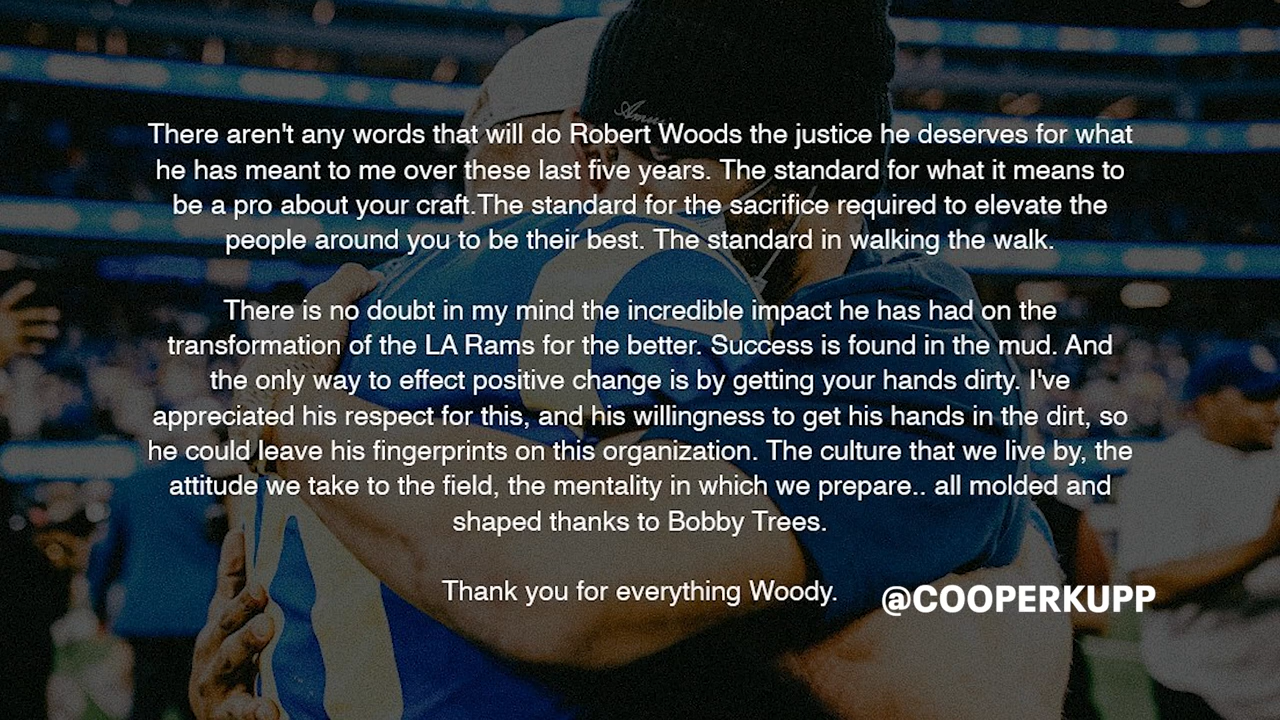 There aren't any words that will do Robert Woods the justice he deserves for what
he has meant to me over these last five years. The standard for what it means to
be a pro about your craft.The standard for the sacrifice required to elevate the
people around you to be their best. The standard in walking the walk.
There is no doubt in my mind the incredible impact he has had on the
transformation of the LA Rams for the better. Success is found in the mud. And
the only way to effect positive change is by getting your hands dirty. I've
appreciated his respect for this, and his willingness to get his hands in the dirt, so
he could leave his fingerprints on this organization. The culture that we live by, the
attitude we take to the field, the mentality in which we prepare.. all molded and
shaped thanks to Bobby Trees.
Thank you for everything Woody.
@COOPERKUPP